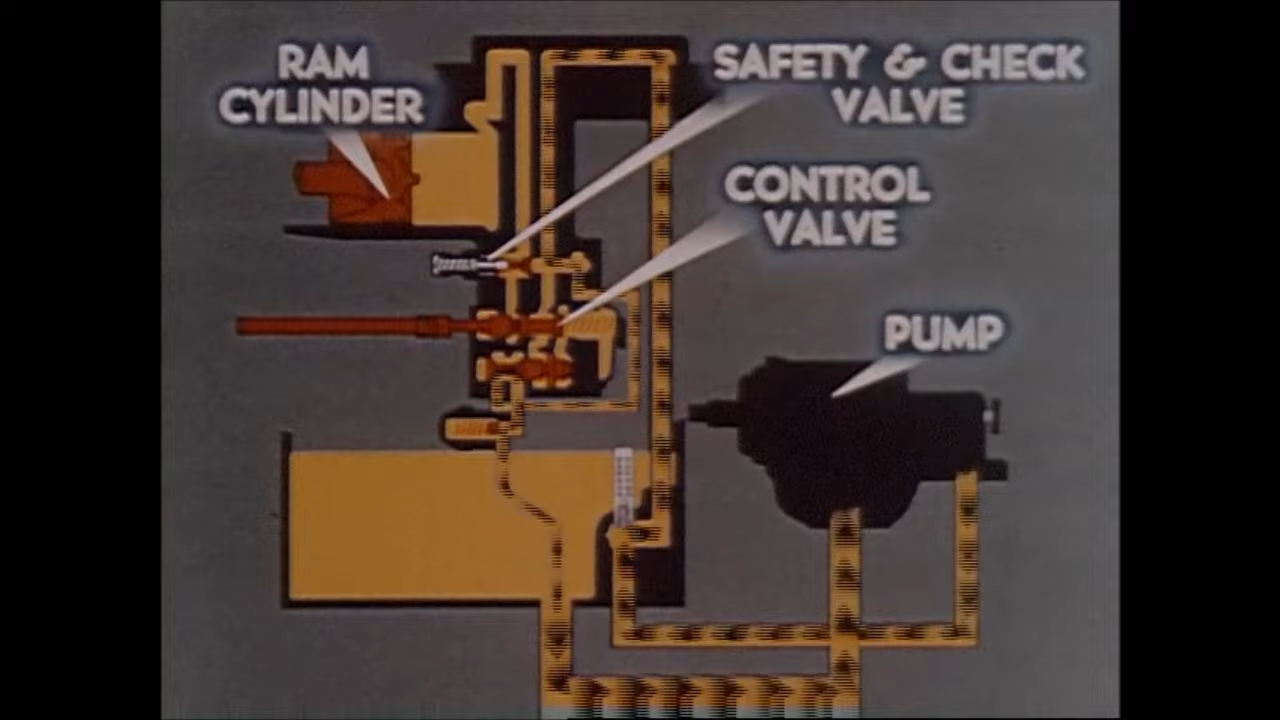 RAM
CYLINDER
SAFETY & CHECK
VALVE
CONTROL
VALVE
PUMP